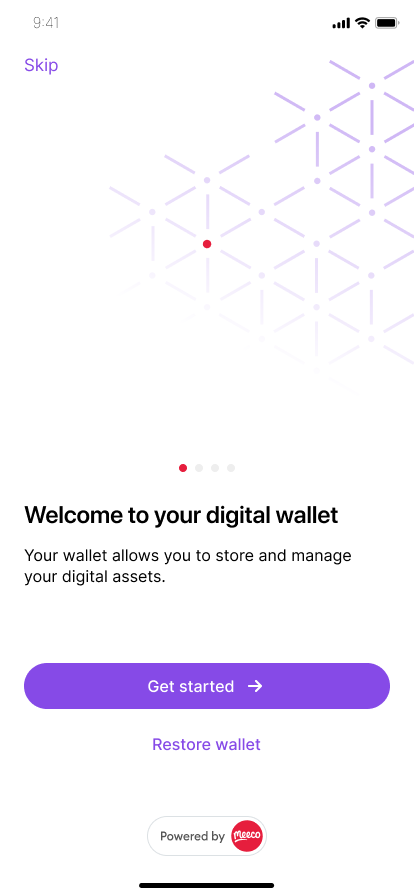 9:41
Skip
Welcome to your digital wallet
Your wallet allows you to store and manage
your digital assets.
Get started
Restore wallet
Powered by meeco